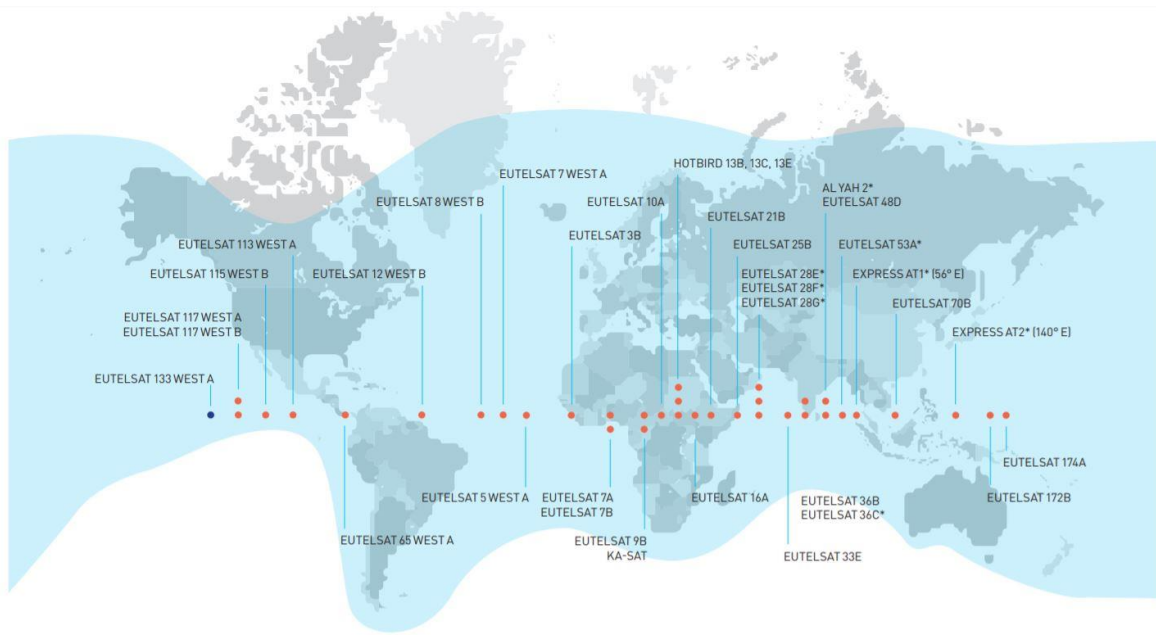 HOTBIRD 13B, 13C, 13E
EUTELSAT 7 WEST A
AL YAH 2*
EUTELSAT 48D
EUTELSAT 8 WEST B
EUTELSAT 10A
EUTELSAT 21B
EUTELSAT 3B
EUTELSAT 113 WEST A
EUTELSAT 25B
EUTELSAT 53A*
EUTELSAT 115 WEST B
EUTELSAT 12 WEST B
EUTELSAT 28E*
EUTELSAT 28F*
EUTELSAT 28G*
EXPRESS AT1* (56° E)
EUTELSAT 70B
EUTELSAT 117 WEST A
EUTELSAT 117 WEST B
EXPRESS AT2* (140° E)
EUTELSAT 133 WEST A
EUTELSAT 174A
EUTELSAT 5 WEST A
EUTELSAT 7A
EUTELSAT 7B
EUTELSAT 16A
EUTELSAT 36B
EUTELSAT 36C*
EUTELSAT 172B
EUTELSAT 65 WEST A
EUTELSAT 9B
KA-SAT
EUTELSAT 33E